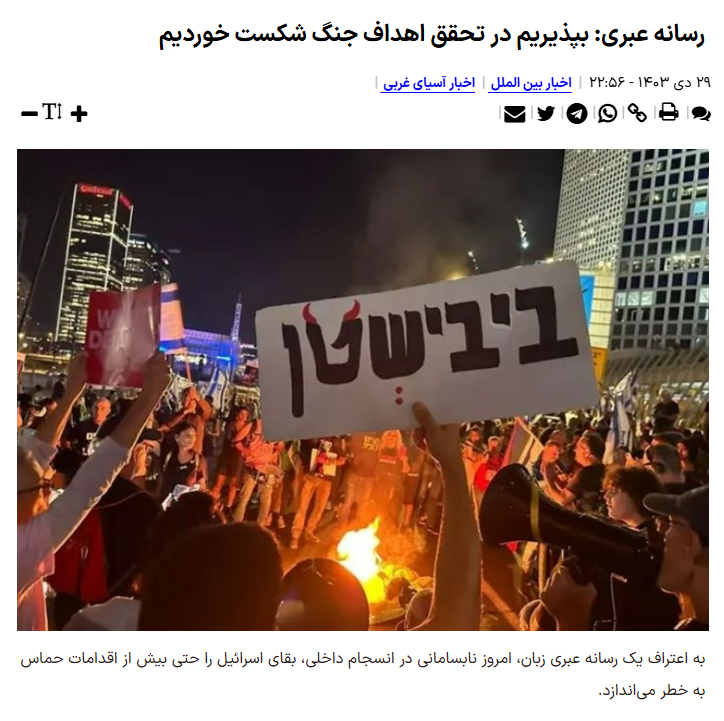 رسانه عبری: بپذیریم در تحقق اهداف جنگ شکست خوردیم
۲۹ دی ۱۴۰۳ - ۲۲:۵۶ | اخبار بین الملل | اخبار آسیای غربی |
ביבישְטן
به اعتراف یک رسانه عبری زبان، امروز نابسامانی در انسجام داخلی، بقای اسرائیل را حتی بیش از اقدامات حماس
به خطر می‌اندازد.